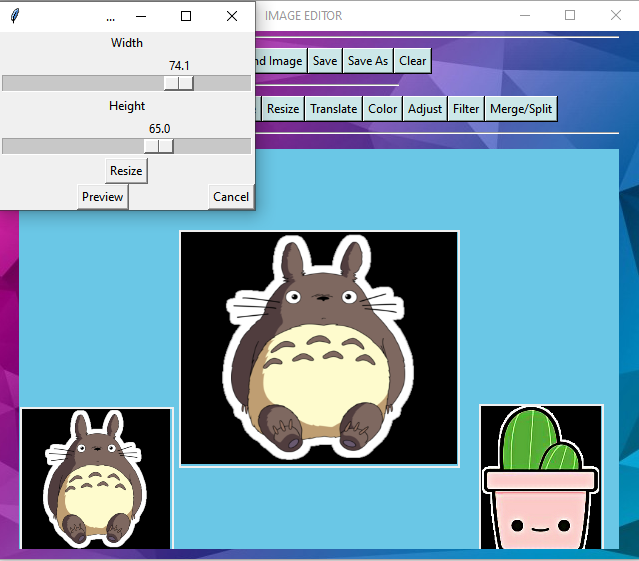 ...
IMAGE EDITOR
Width
74.1
Height
65.0
Resize
Preview Cancel
nd Image Save Save As Clear
Resize Translate Color Adjust Filter Merge/Split